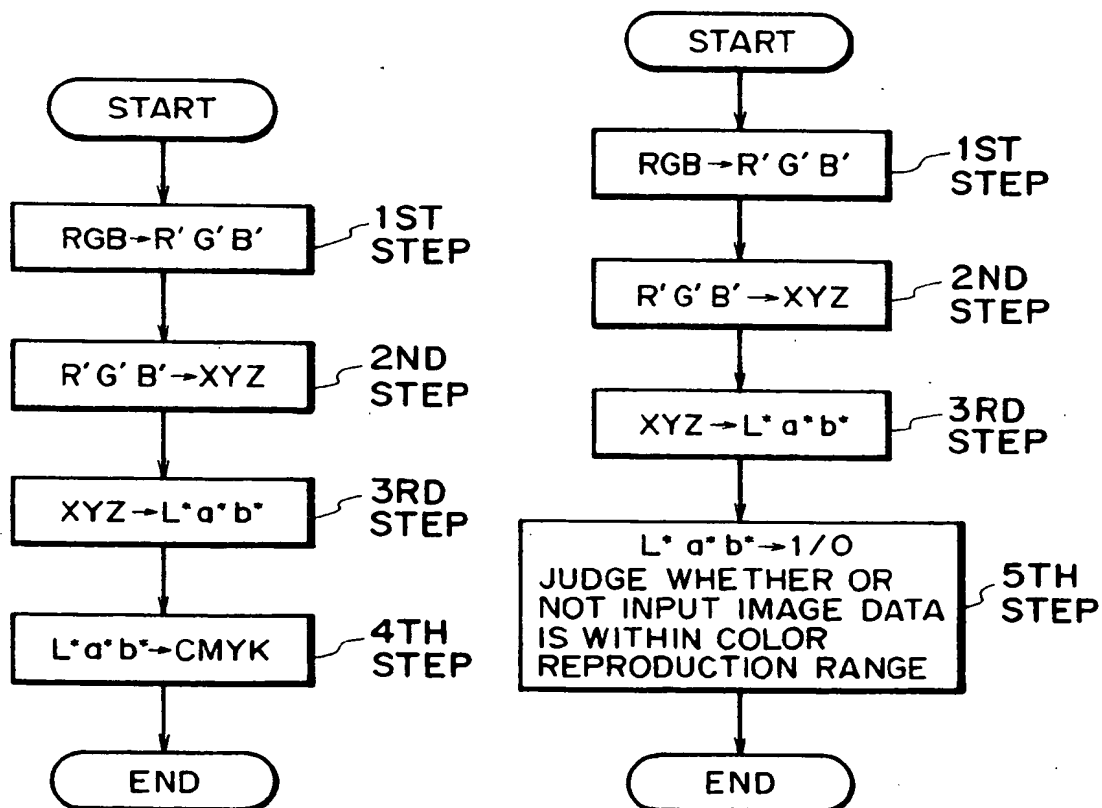 START
RGB→R' G' B'
1ST
STEP
R' G' B'→XYZ
2ND
STEP
XYZ→L* a* b*
3RD
STEP
L* a* b*→CMYK
4TH
STEP
END
START
RGB→R' G' B'
1ST
STEP
R' G' B'→XYZ
2ND
STEP
XYZ→L* a* b*
3RD
STEP
L* a* b*→1/0
JUDGE WHETHER OR
NOT INPUT IMAGE DATA
IS WITHIN COLOR
REPRODUCTION RANGE
5TH
STEP
END